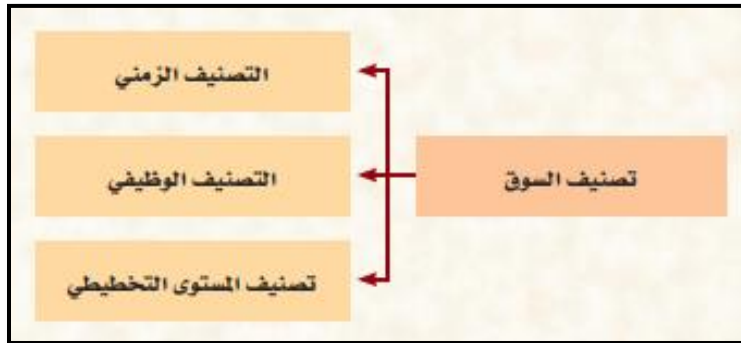 تصنيف السوق
التصنيف الزمني
التصنيف الوظيفي
تصنيف المستوى التخطيطي